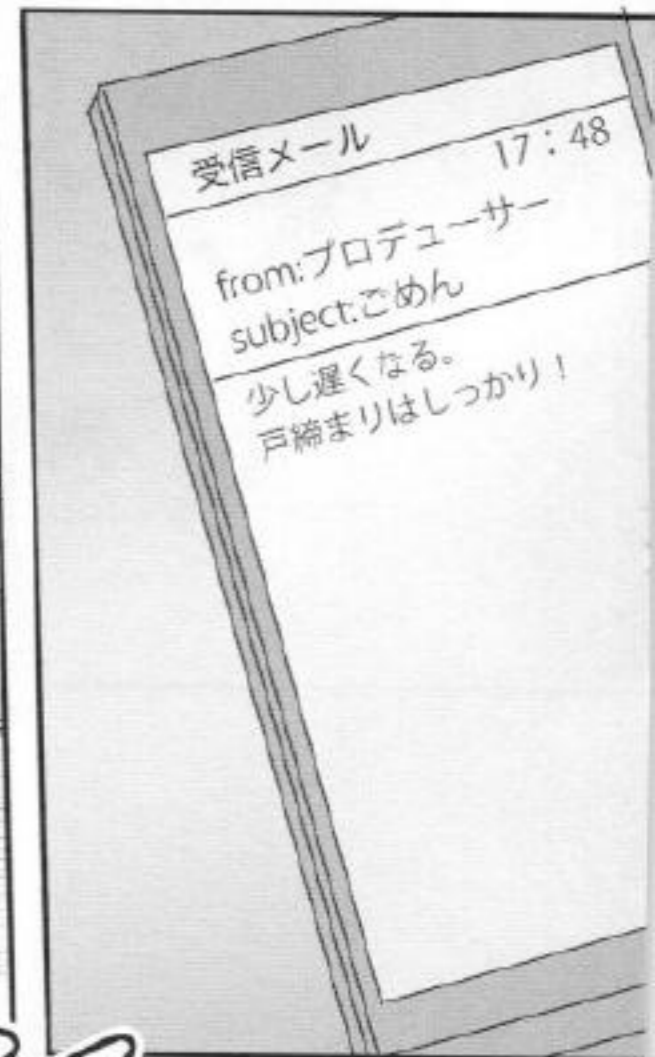 受信メール 17：48
from:プロデューサー
subject:ごめん
少し遅くなる。
戸締まりはしっかり！